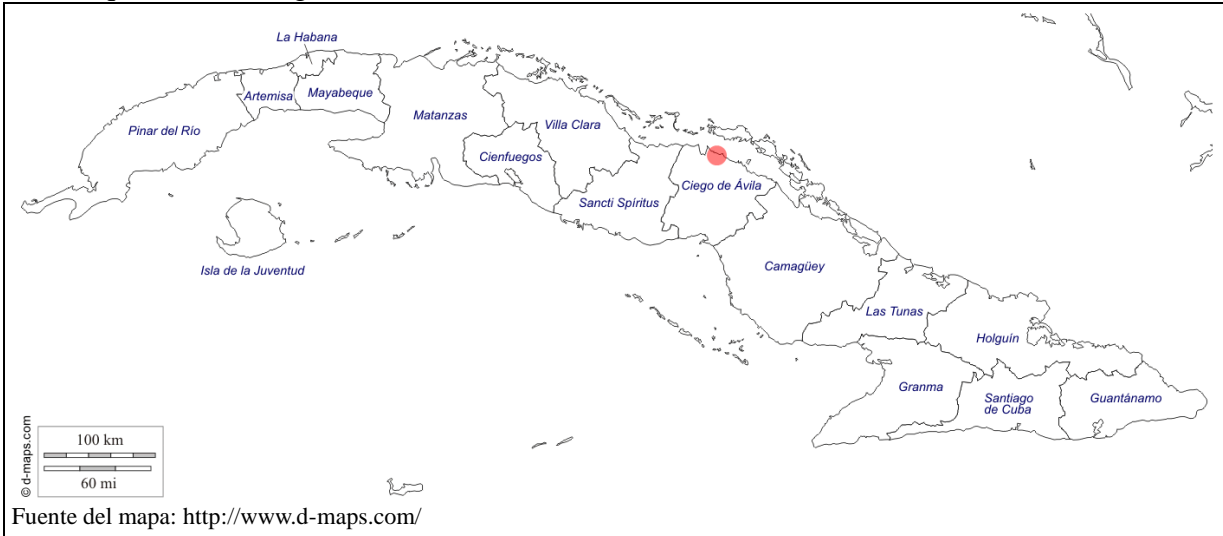 La Habana
Artemisa
Mayabeque
Matanzas
Pinar del Río
Villa Clara
Cienfuegos
Ciego de Ávila
Sancti Spíritus
Isla de la Juventud
Camagüey
Las Tunas
Holguín
Granma
Santiago
de Cuba
Guantánamo
100 km
60 mi
© d-maps.com
Fuente del mapa: http://www.d-maps.com/